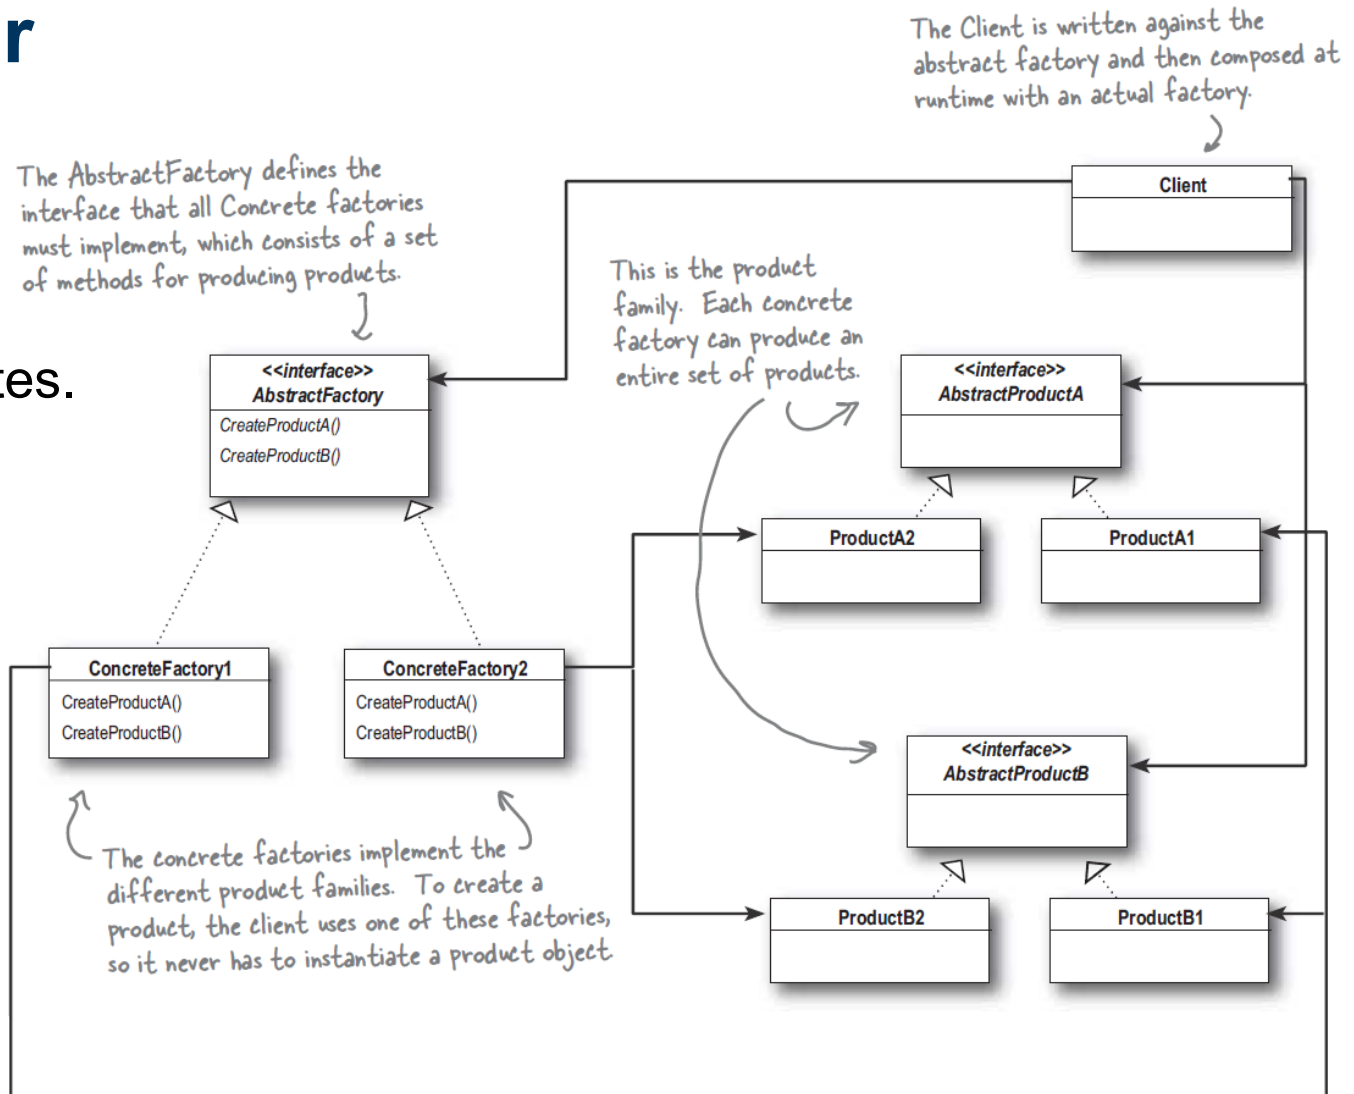 r
The Client is written against the
abstract factory and then composed at
runtime with an actual factory.
The AbstractFactory defines the
interface that all Concrete factories
must implement, which consists of a set
of methods for producing products.
Client
This is the product
family. Each concrete
factory can produce an
entire set of products.
tes.
<<interface>>
AbstractFactory
CreateProductA()
CreateProductB()
<<interface>>
AbstractProductA
ProductA2
ProductA1
ConcreteFactory1
CreateProductA()
CreateProductB()
ConcreteFactory2
CreateProductA()
CreateProductB()
<<interface>>
AbstractProductB
The concrete factories implement the
different product families. To create a
product, the client uses one of these factories,
so it never has to instantiate a product object.
ProductB2
ProductB1